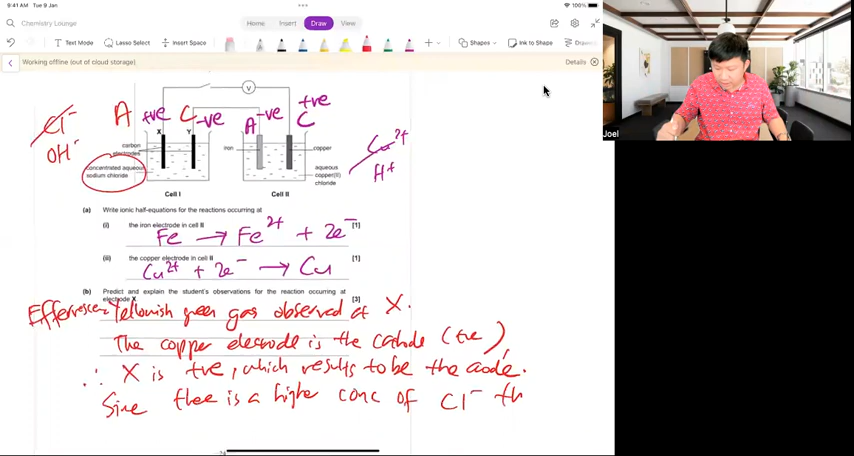 9:41 AM Tue 9 Jan
100%
Chemistry Lounge
Home Insert Draw View
Text Mode Lasso Select Insert Space Shapes Ink to Shape Drawin
Working offline (out of cloud storage) Details
V
A +ve C -ve A -ve +ve C
Cl⁻
OH⁻
Cu²⁺
H⁺
X Y
carbon electrodes
concentrated aqueous sodium chloride
iron
copper
aqueous copper(II) chloride
Cell I Cell II
(a) Write ionic half-equations for the reactions occurring at
(i) the iron electrode in cell II [1]
Fe → Fe²⁺ + 2e⁻
(ii) the copper electrode in cell II [1]
Cu²⁺ + 2e⁻ → Cu
(b) Predict and explain the student's observations for the reaction occurring at electrode X [3]
Yellowish green gas observed at X.
The copper electrode is the cathode (+ve),
∴ X is +ve, which results to be the anode.
Since there is a higher conc of Cl⁻ th
Joel